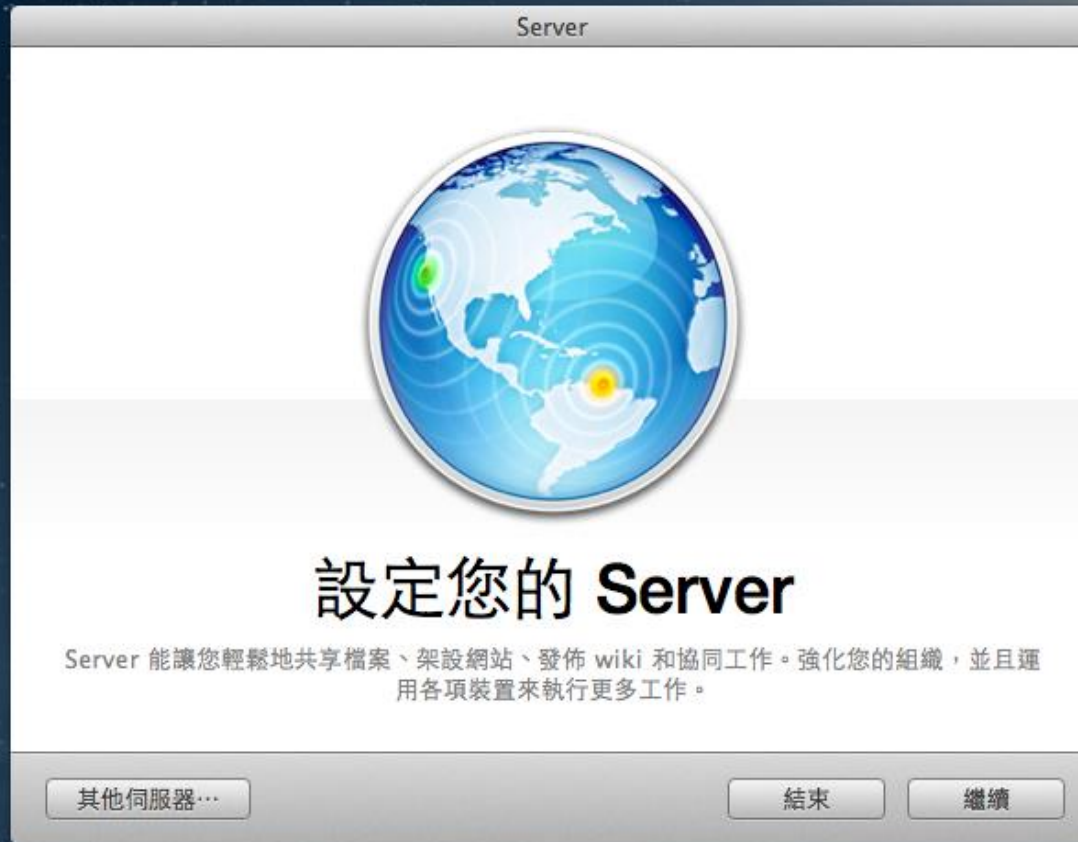 Server
設定您的 Server
Server 能讓您輕鬆地共享檔案、架設網站、發佈 wiki 和協同工作。強化您的組織，並且運
用各項裝置來執行更多工作。
其他伺服器⋯ 結束 繼續